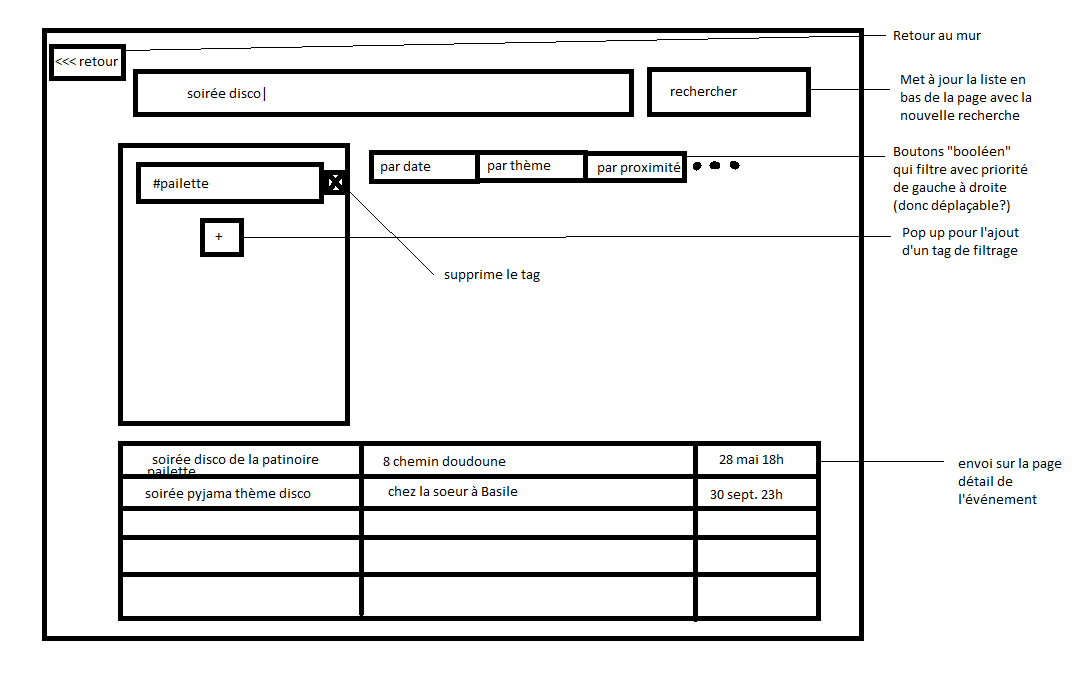 Retour au mur
<<< retour
soirée disco|
rechercher
Met à jour la liste en
bas de la page avec la
nouvelle recherche
#pailette
par date
par thème
par proximité
Boutons "booléen"
qui filtre avec priorité
de gauche à droite
(donc déplaçable?)
+
Pop up pour l'ajout
d'un tag de filtrage
supprime le tag
soirée disco de la patinoire
pailette
8 chemin doudoune
28 mai 18h
envoi sur la page
détail de
l'événement
soirée pyjama thème disco
chez la soeur à Basile
30 sept. 23h